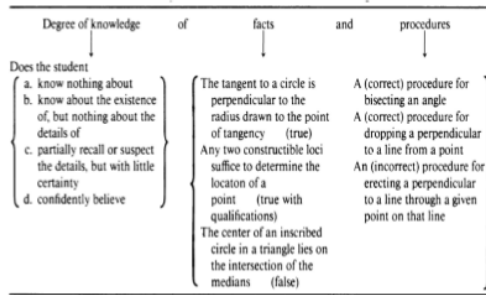 Degree of knowledge of facts and procedures
Does the student
a. know nothing about
b. know about the existence
of, but nothing about the
details of
c. partially recall or suspect
the details, but with little
certainty
d. confidently believe
The tangent to a circle is
perpendicular to the
radius drawn to the point
of tangency (true)
Any two constructible loci
suffice to determine the
locaton of a
point (true with
qualifications)
The center of an inscribed
circle in a triangle lies on
the intersection of the
medians (false)
A (correct) procedure for
bisecting an angle
A (correct) procedure for
dropping a perpendicular
to a line from a point
An (incorrect) procedure for
erecting a perpendicular
to a line through a given
point on that line